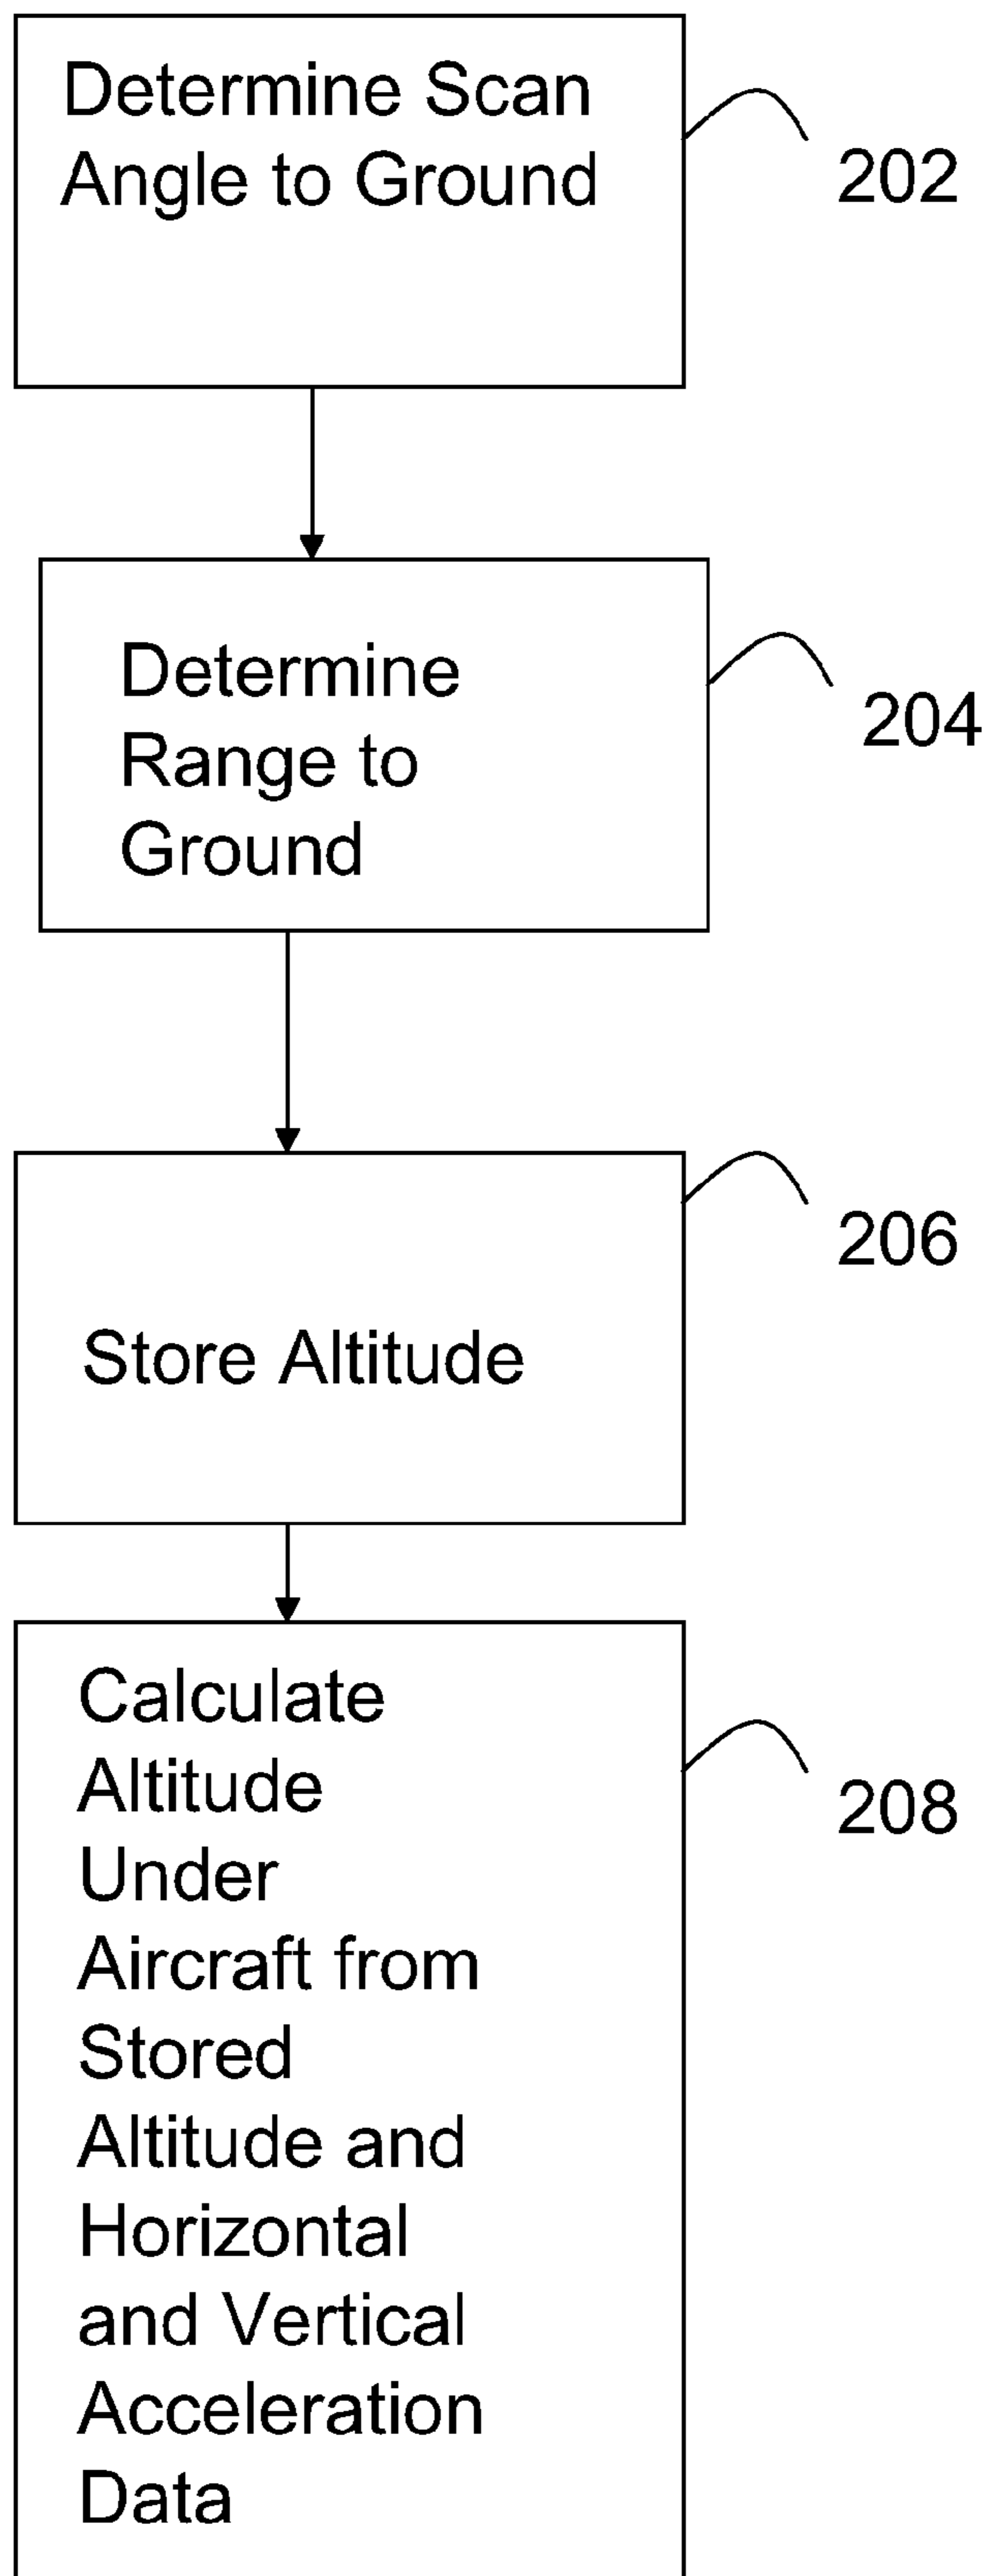 Determine Scan
Angle to Ground
202
Determine
Range to
Ground
204
206
Store Altitude
Calculate
Altitude
Under
Aircraft from
Stored
Altitude and
Horizontal
and Vertical
Acceleration
Data
208